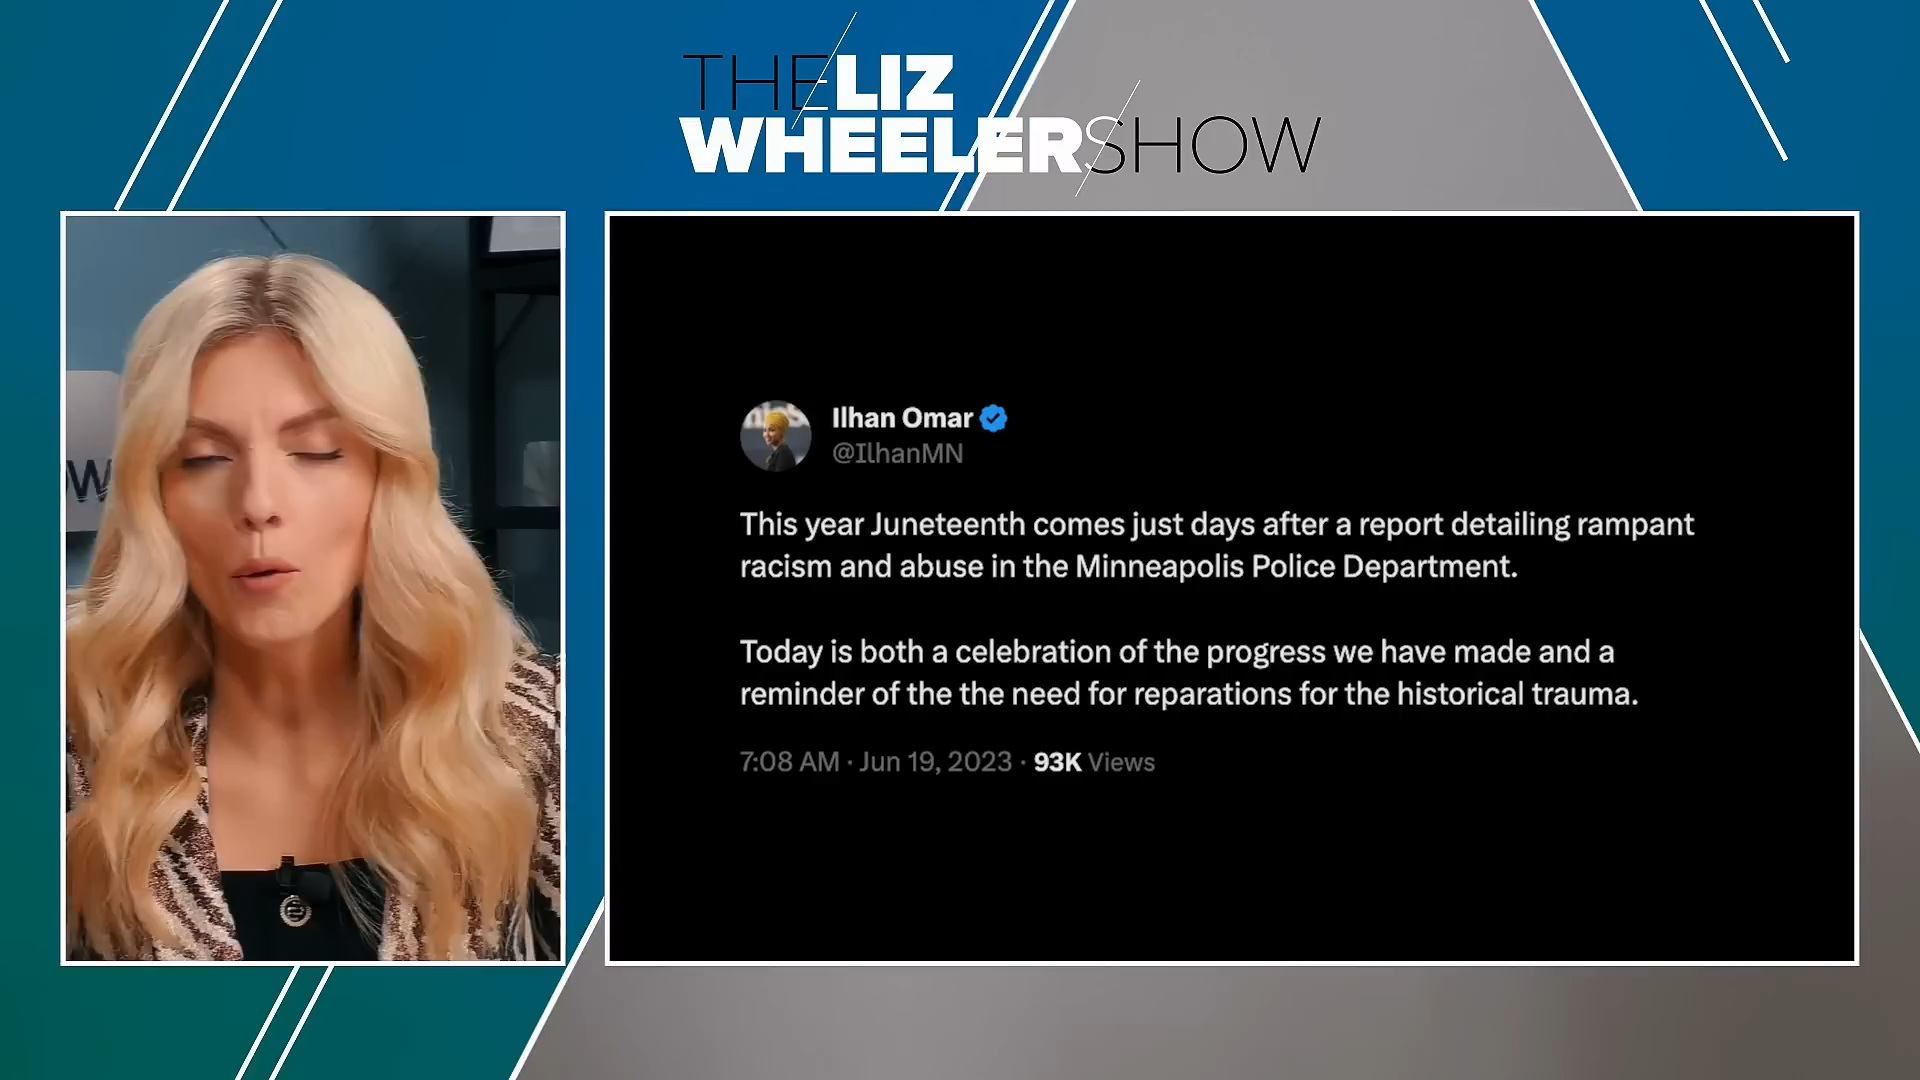 THE LIZ
WHEELER SHOW
W
Ilhan Omar
@IlhanMN
This year Juneteenth comes just days after a report detailing rampant
racism and abuse in the Minneapolis Police Department.
Today is both a celebration of the progress we have made and a
reminder of the the need for reparations for the historical trauma.
7:08 AM · Jun 19, 2023 · 93K Views